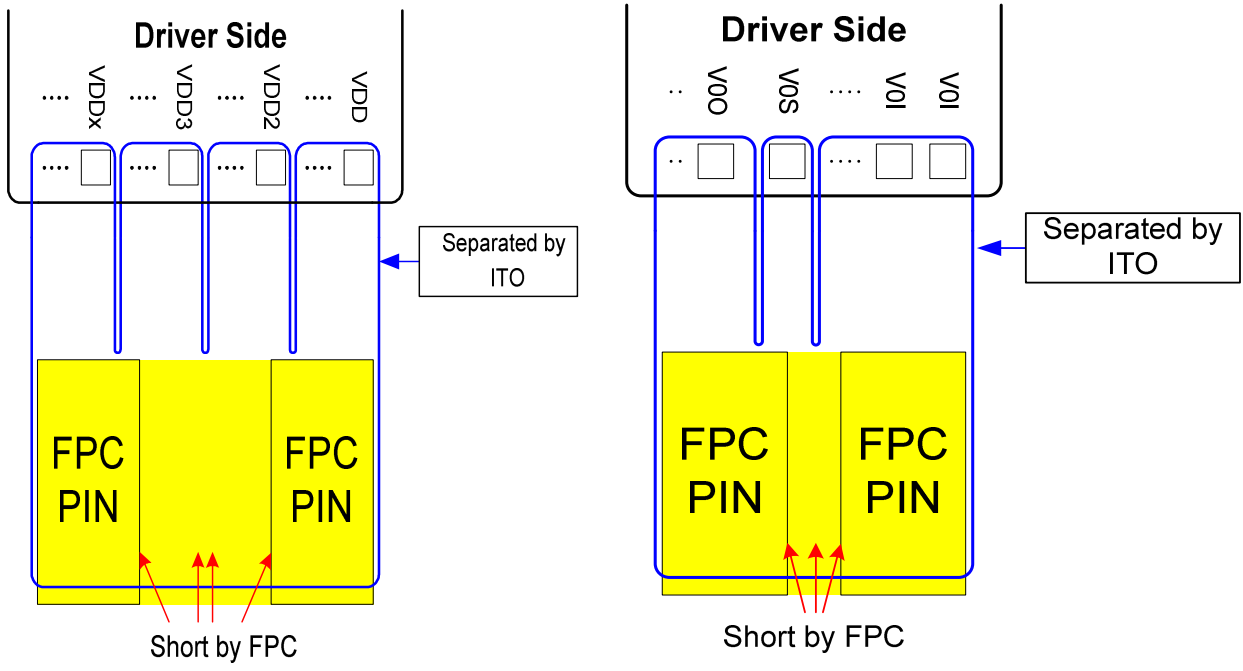 Driver Side
.... VDDx .... VDD3 .... VDD2 .... VDD
.... .... .... ....
Separated by
ITO
FPC
PIN
FPC
PIN
Short by FPC
Driver Side
.. V0O V0S .... V0I V0I
.. ....
Separated by
ITO
FPC
PIN
FPC
PIN
Short by FPC